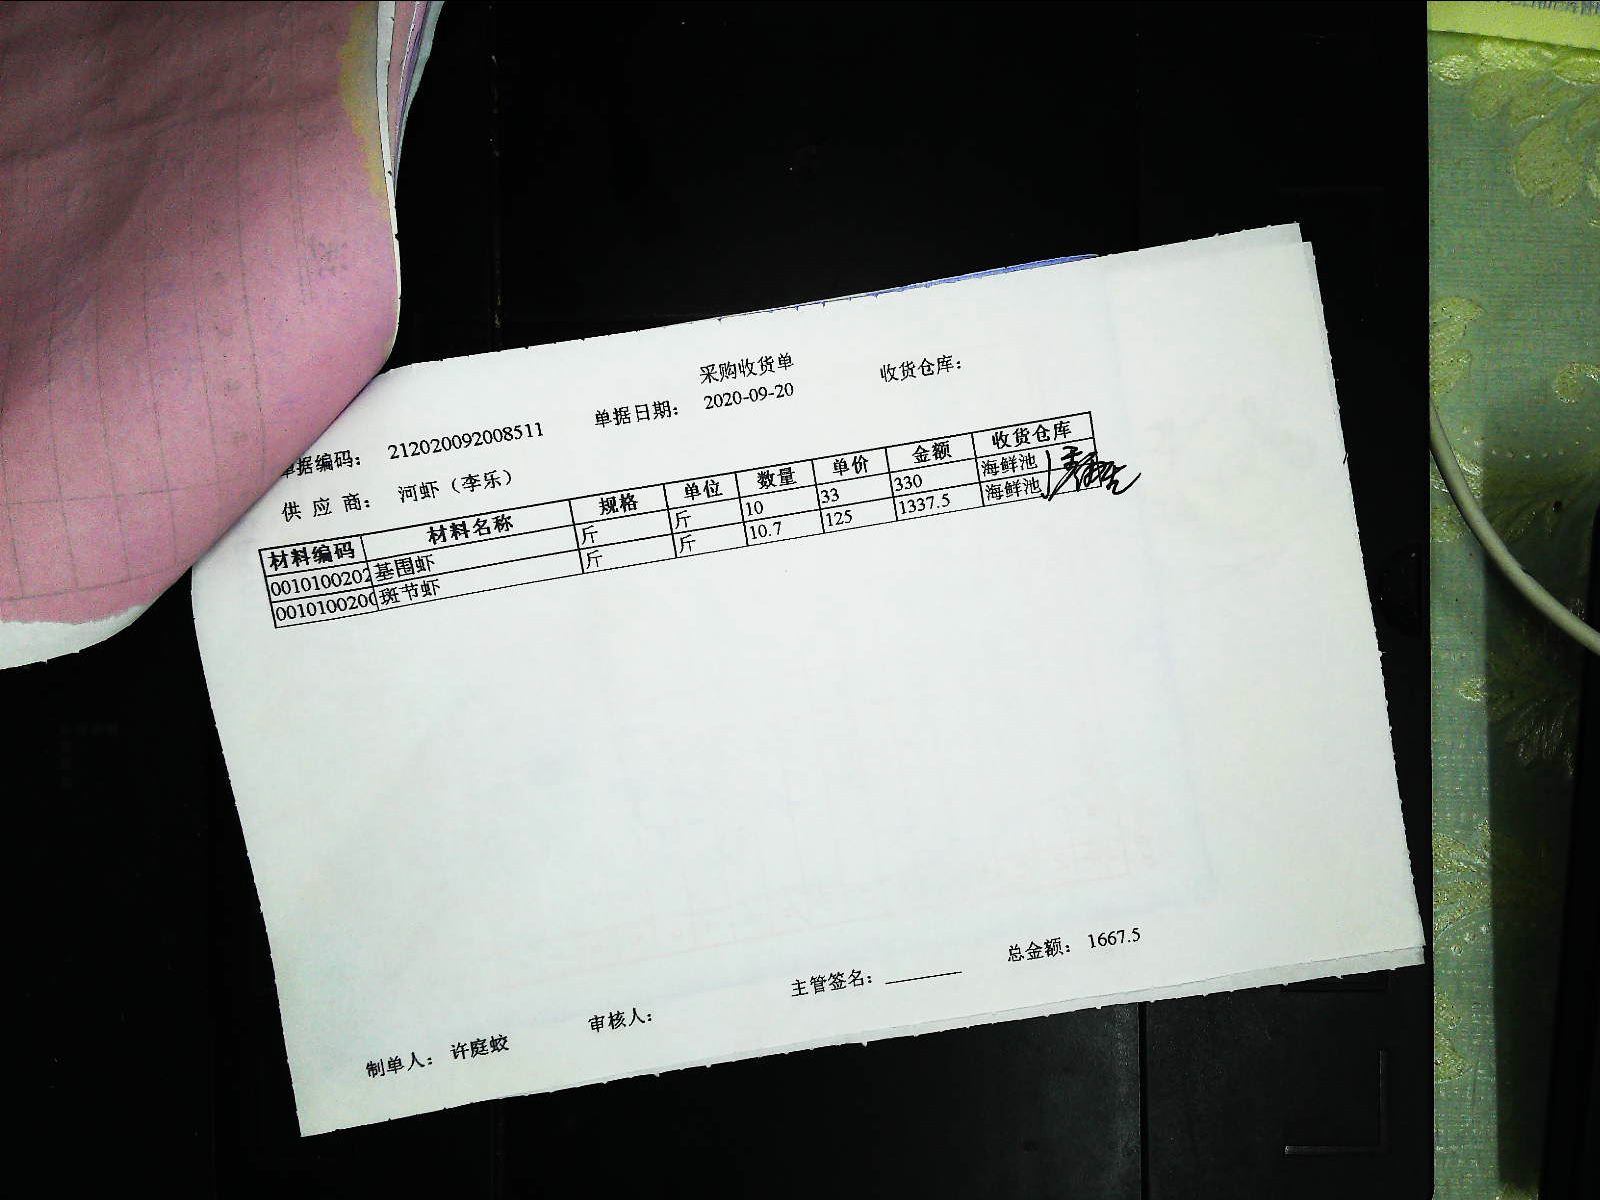 采购收货单
单据编码： 212020092008511 单据日期： 2020-09-20 收货仓库：
供 应 商： 河虾（李乐）
材料编码 材料名称 规格 单位 数量 单价 金额 收货仓库
0010100202 基围虾 斤 斤 10 33 330 海鲜池
001010020 斑节虾 斤 斤 10.7 125 1337.5 海鲜池
制单人： 许庭蛟 审核人： 主管签名： 总金额： 1667.5